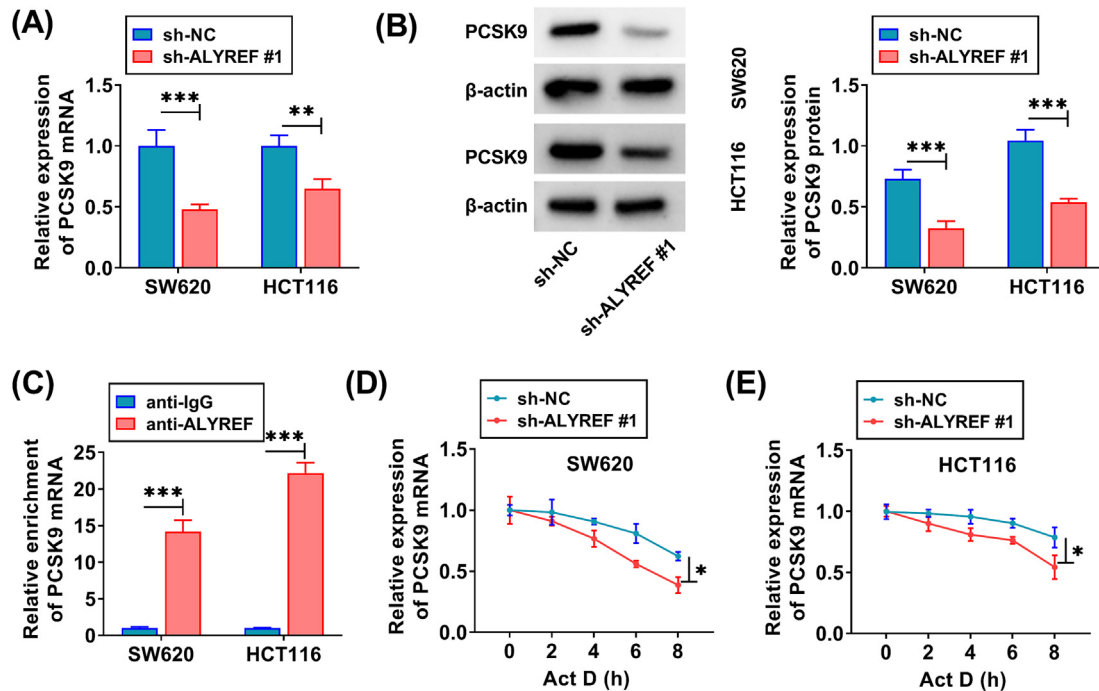 (A)
sh-NC
sh-ALYREF #1
Relative expression
of PCSK9 mRNA
1.5
1.0
0.5
0.0
***
**
SW620
HCT116
(B)
PCSK9
β-actin
PCSK9
β-actin
SW620
HCT116
sh-NC
sh-ALYREF #1
sh-NC
sh-ALYREF #1
Relative expression
of PCSK9 protein
1.5
1.0
0.5
0.0
***
***
SW620
HCT116
(C)
anti-IgG
anti-ALYREF
Relative enrichment
of PCSK9 mRNA
25
20
15
10
5
0
***
***
SW620
HCT116
(D)
sh-NC
sh-ALYREF #1
SW620
Relative expression
of PCSK9 mRNA
1.5
1.0
0.5
0.0
*
0 2 4 6 8
Act D (h)
(E)
sh-NC
sh-ALYREF #1
HCT116
Relative expression
of PCSK9 mRNA
1.5
1.0
0.5
0.0
*
0 2 4 6 8
Act D (h)